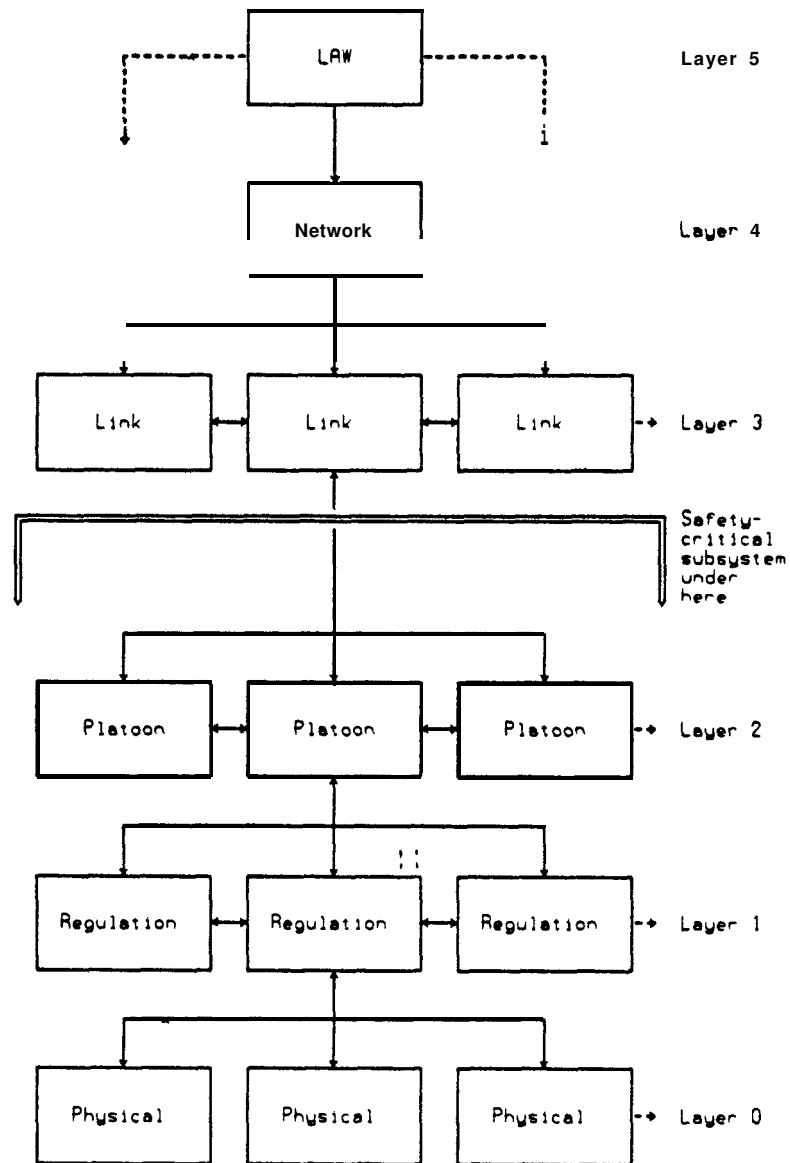 LAW
Layer 5
Network
Layer 4
Link Link Link Layer 3
Safety-
critical
subsystem
under
here
Platoon Platoon Platoon Layer 2
Regulation Regulation Regulation Layer 1
Physical Physical Physical Layer 0